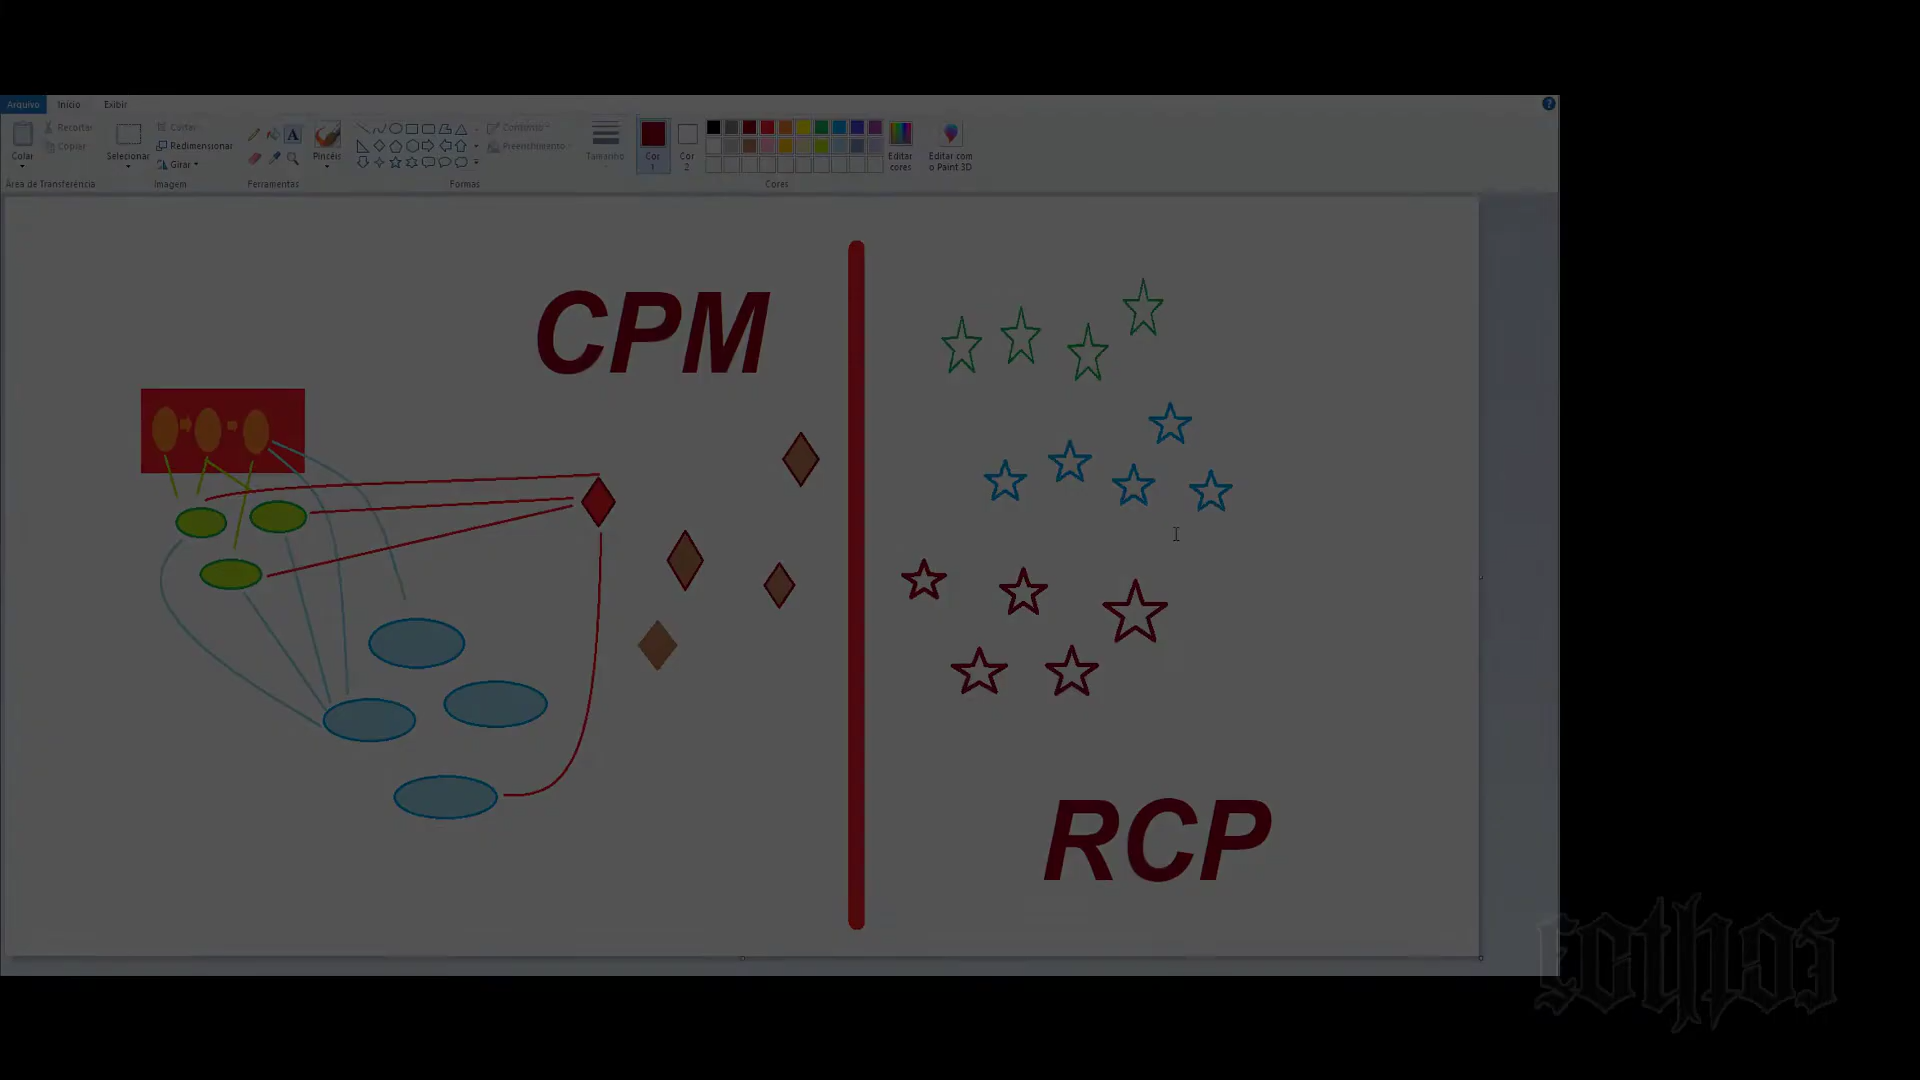 Arquivo Início Exibir
Colar
Recortar
Copiar
Área de Transferência
Selecionar
Cortar
Redimensionar
Girar
Imagem
A
Ferramentas
Pincéis
Formas
Contorno
Preenchimento
Tamanho
Cor
1
Cor
2
Cores
Editar
cores
Editar com
o Paint 3D
?
CPM
RCP